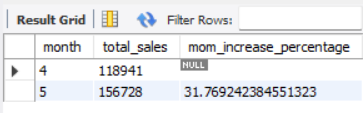 Result Grid Filter Rows:
month total_sales mom_increase_percentage
4 118941 NULL
5 156728 31.769242384551323